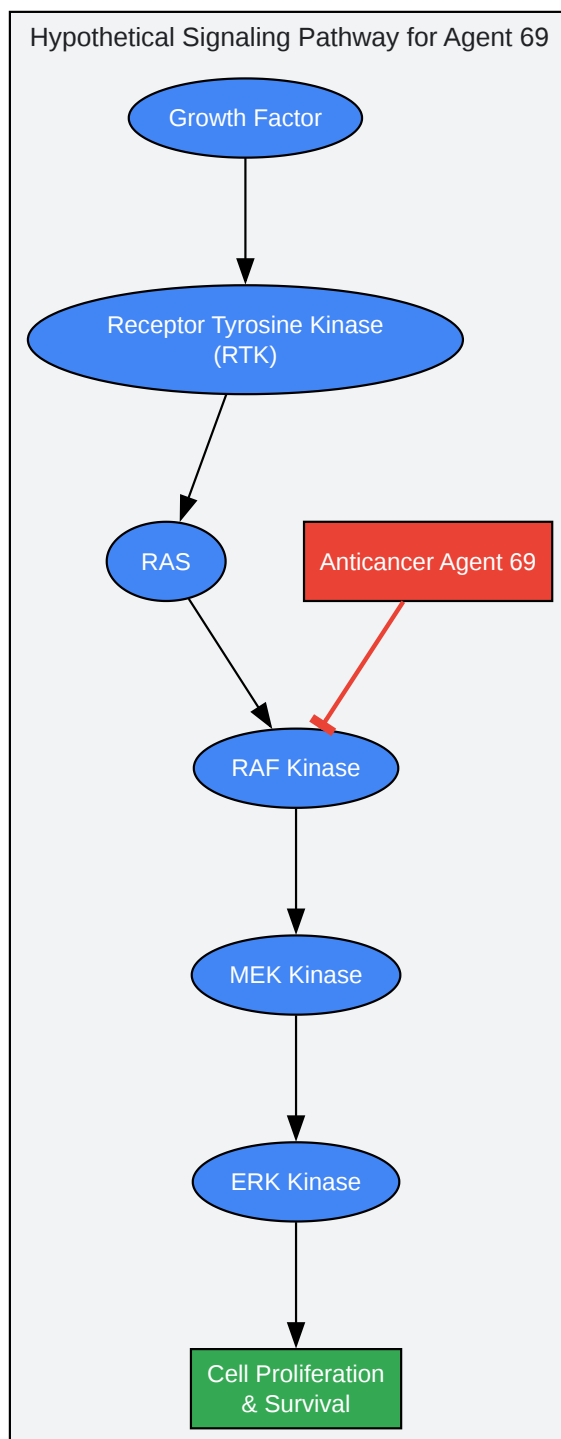 Hypothetical Signaling Pathway for Agent 69
Growth Factor
Receptor Tyrosine Kinase
(RTK)
RAS
Anticancer Agent 69
RAF Kinase
MEK Kinase
ERK Kinase
Cell Proliferation
& Survival